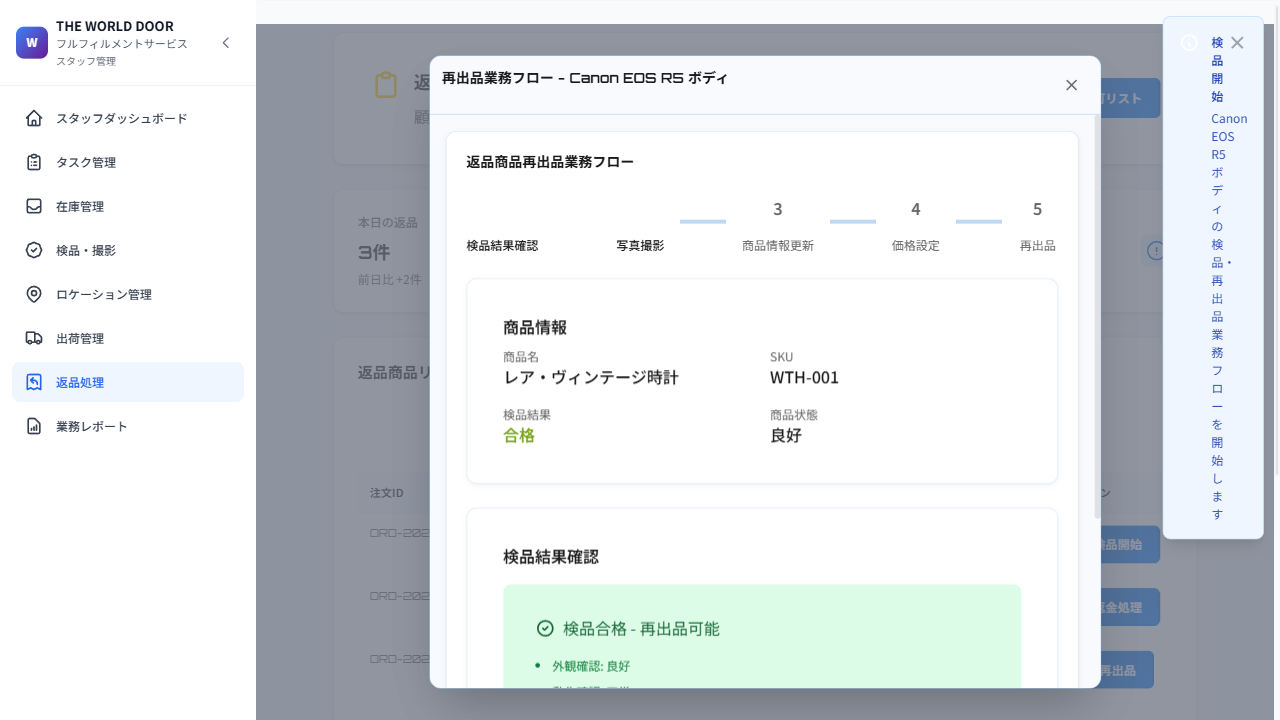 W
THE WORLD DOOR
フルフィルメントサービス
スタッフ管理
スタッフダッシュボード
タスク管理
在庫管理
検品・撮影
ロケーション管理
出荷管理
返品処理
業務レポート
返
顧
リスト
本日の返品
3件
前日比 +2件
返品商品リ
注文ID
ン
ORD-202
品開始
ORD-202
金処理
ORD-202
再出品
再出品業務フロー - Canon EOS R5 ボディ
返品商品再出品業務フロー
3
4
5
検品結果確認
写真撮影
商品情報更新
価格設定
再出品
商品情報
商品名
レア・ヴィンテージ時計
SKU
WTH-001
検品結果
合格
商品状態
良好
検品結果確認
検品合格 - 再出品可能
外観確認: 良好
検
品
開
始
Canon
EOS
R5
ボ
デ
ィ
の
検
品・
再
出
品
業
務
フ
ロ
ー
を
開
始
し
ま
す